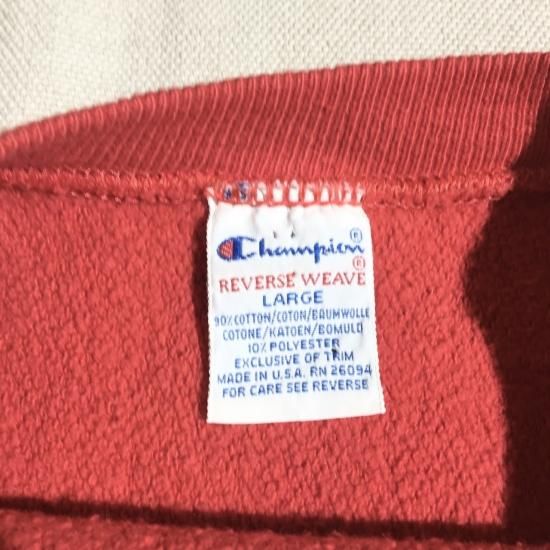 Champion®
REVERSE WEAVE®
LARGE
90% COTTON/COTON/BAUMWOLLE
COTONE/KATOEN/BOMULD
10% POLYESTER
EXCLUSIVE OF TRIM
MADE IN U.S.A. RN 26094
FOR CARE SEE REVERSE